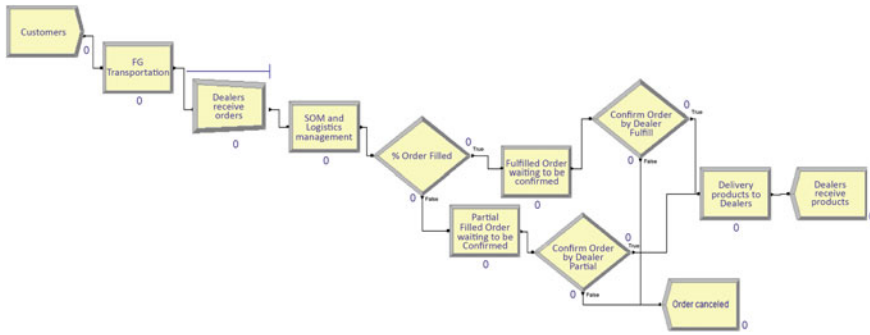 Customers
0
FG
Transportation
0
Dealers
receive
orders
0
SOM and
Logistics
management
0
% Order Filled
0
True
0
False
Fulfilled Order
waiting to be
confirmed
0
Confirm Order
by Dealer
Fulfill
0
True
0
False
Partial
Filled Order
waiting to be
Confirmed
0
Confirm Order
by Dealer
Partial
0
True
0
False
Delivery
products to
Dealers
0
Dealers
receive
products
Order canceled
0